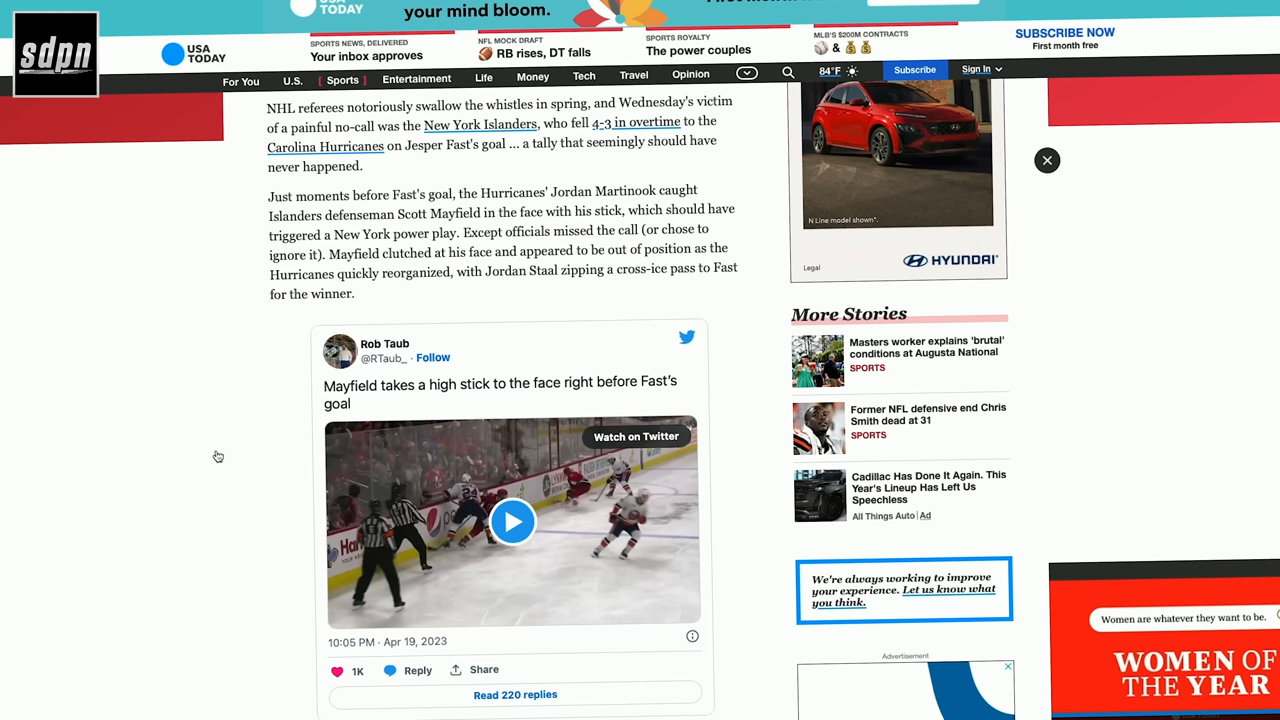 sdpn
USA
TODAY
your mind bloom.
USA
TODAY
SPORTS NEWS, DELIVERED
Your inbox approves
NFL MOCK DRAFT
🏈 RB rises, DT falls
SPORTS ROYALTY
The power couples
MLB'S $200M CONTRACTS
⚾ & 💰💰
SUBSCRIBE NOW
First month free
For You U.S. [ Sports ] Entertainment Life Money Tech Travel Opinion 84°F Subscribe Sign In
NHL referees notoriously swallow the whistles in spring, and Wednesday's victim
of a painful no-call was the New York Islanders, who fell 4-3 in overtime to the
Carolina Hurricanes on Jesper Fast's goal ... a tally that seemingly should have
never happened.
Just moments before Fast's goal, the Hurricanes' Jordan Martinook caught
Islanders defenseman Scott Mayfield in the face with his stick, which should have
triggered a New York power play. Except officials missed the call (or chose to
ignore it). Mayfield clutched at his face and appeared to be out of position as the
Hurricanes quickly reorganized, with Jordan Staal zipping a cross-ice pass to Fast
for the winner.
Rob Taub
@RTaub_ · Follow
Mayfield takes a high stick to the face right before Fast's
goal
Watch on Twitter
10:05 PM · Apr 19, 2023
1K Reply Share
Read 220 replies
N Line model shown*.
Legal
HYUNDAI
More Stories
Masters worker explains 'brutal'
conditions at Augusta National
SPORTS
Former NFL defensive end Chris
Smith dead at 31
SPORTS
Cadillac Has Done It Again. This
Year's Lineup Has Left Us
Speechless
All Things Auto | Ad
We're always working to improve
your experience. Let us know what
you think.
Advertisement
Women are whatever they want to be.
WOMEN OF
THE YEAR